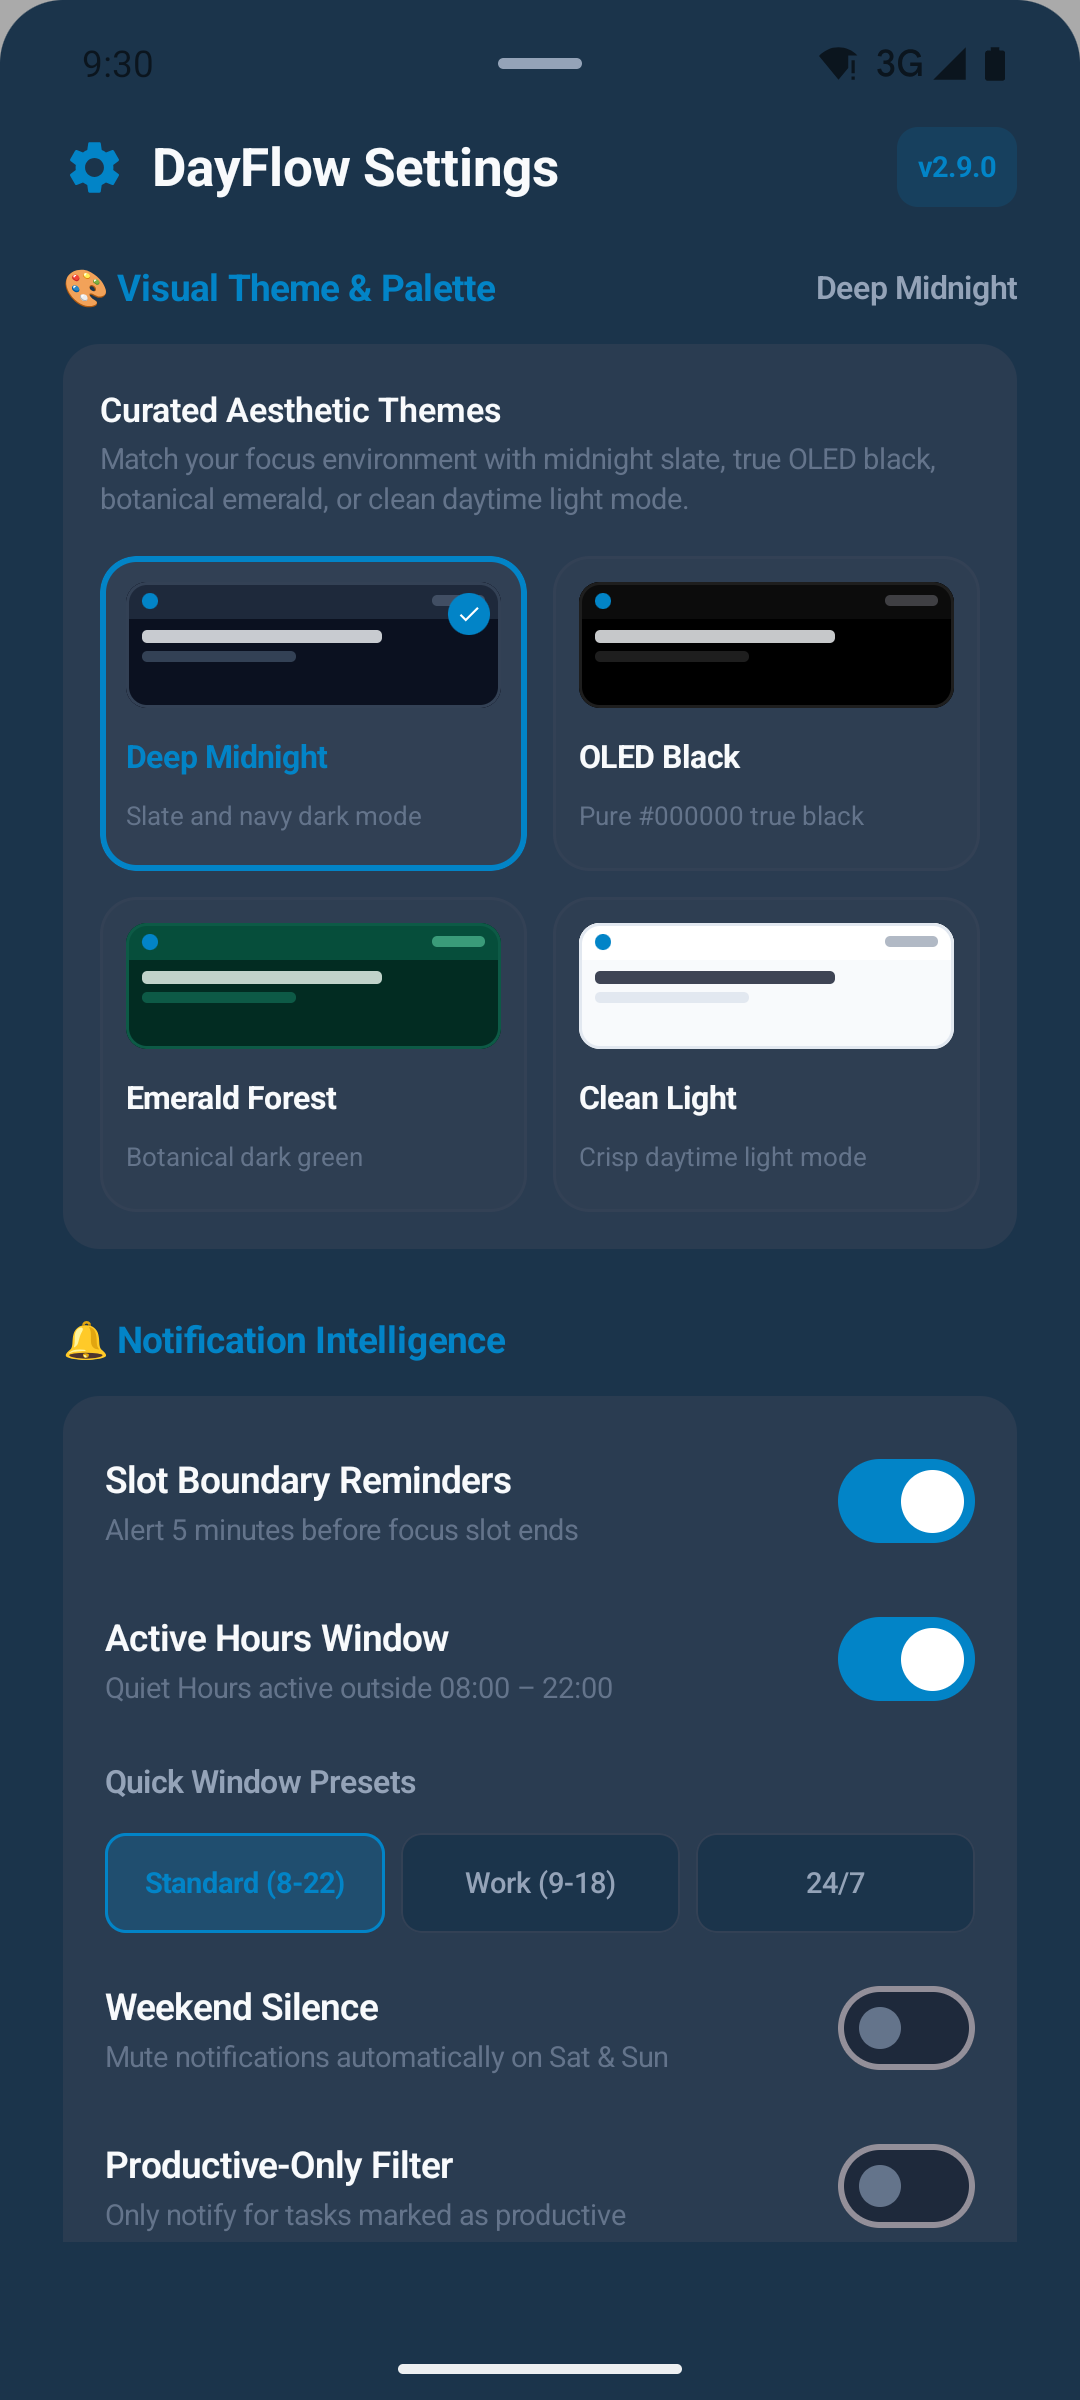 9:30
3G
DayFlow Settings
v2.9.0
🎨 Visual Theme & Palette
Deep Midnight
Curated Aesthetic Themes
Match your focus environment with midnight slate, true OLED black,
botanical emerald, or clean daytime light mode.
Deep Midnight
Slate and navy dark mode
OLED Black
Pure #000000 true black
Emerald Forest
Botanical dark green
Clean Light
Crisp daytime light mode
🔔 Notification Intelligence
Slot Boundary Reminders
Alert 5 minutes before focus slot ends
Active Hours Window
Quiet Hours active outside 08:00 – 22:00
Quick Window Presets
Standard (8-22)
Work (9-18)
24/7
Weekend Silence
Mute notifications automatically on Sat & Sun
Productive-Only Filter
Only notify for tasks marked as productive